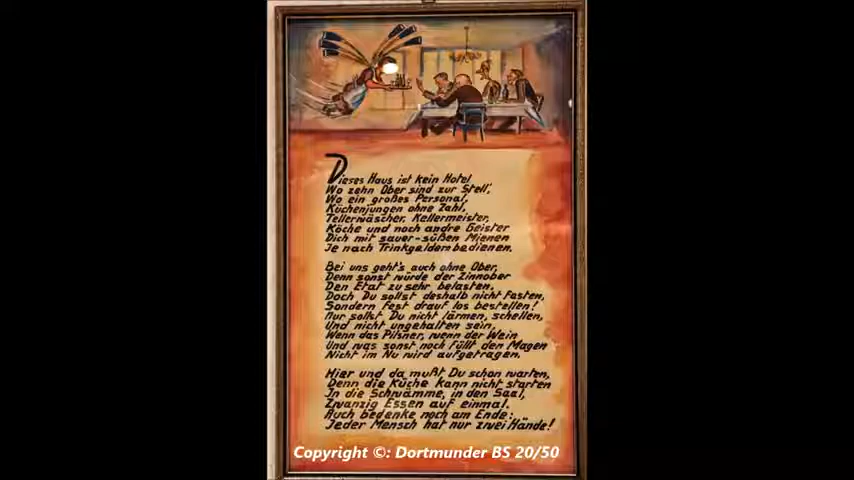 Dieses Haus ist kein Hotel
Wo zehn Ober sind zur Stell',
Wo ein großes Personal,
Küchenjungen ohne Zahl,
Tellerwäscher, Kellermeister,
Köche und noch andre Geister
Dich mit sauer-süßen Mienen
Je nach Trinkgeldern bedienen.
Bei uns geht's auch ohne Ober,
Denn sonst würde der Zinnober
Den Etat zu sehr belasten.
Doch Du sollst deshalb nicht fasten,
Sondern fest drauf los bestellen!
Nur sollst Du nicht lärmen, schellen,
Und nicht ungehalten sein,
Wenn das Pilsner, wenn der Wein
Und was sonst noch füllt den Magen
Nicht im Nu wird aufgetragen.
Hier und da mußt Du schon warten,
Denn die Küche kann nicht starten
In die Schwämme, in den Saal,
Zwanzig Essen auf einmal.
Auch bedenke noch am Ende:
Jeder Mensch hat nur zwei Hände!
Copyright ©: Dortmunder BS 20/50